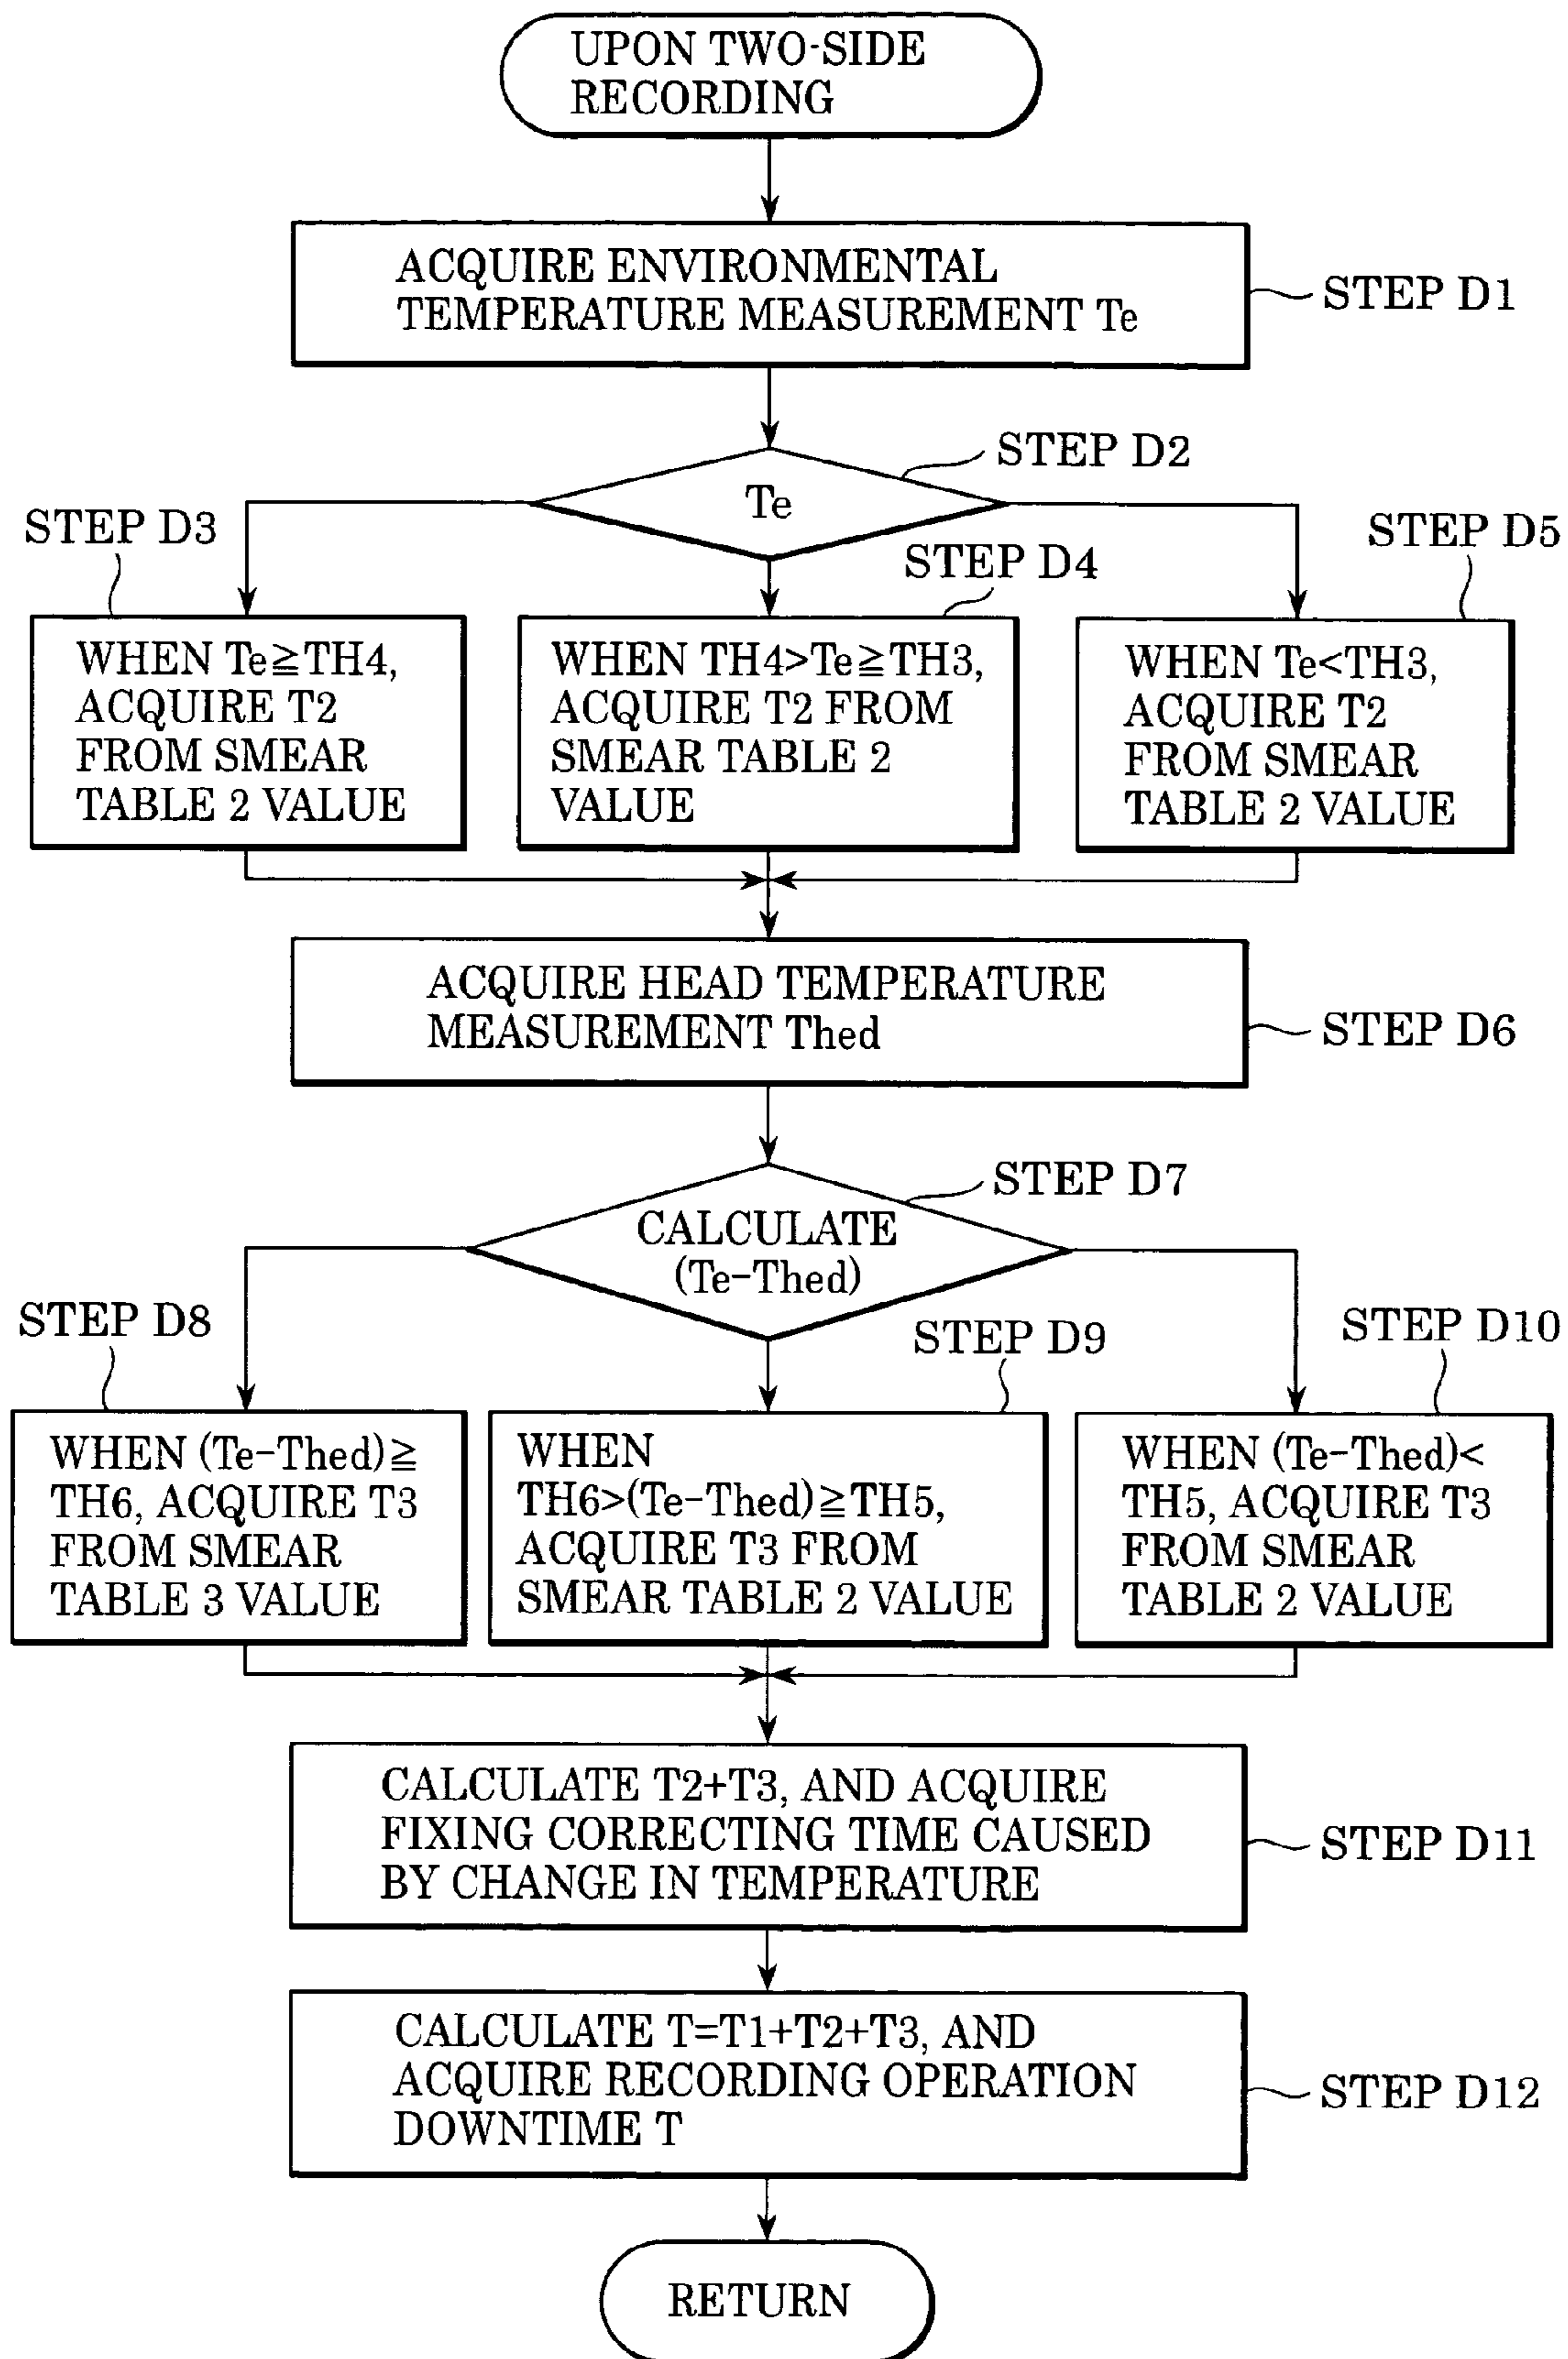 UPON TWO-SIDE
RECORDING
ACQUIRE ENVIRONMENTAL
TEMPERATURE MEASUREMENT Te
STEP D1
STEP D2
Te
STEP D3
STEP D4
STEP D5
WHEN Te≧TH4,
ACQUIRE T2
FROM SMEAR
TABLE 2 VALUE
WHEN TH4>Te≧TH3,
ACQUIRE T2 FROM
SMEAR TABLE 2
VALUE
WHEN Te<TH3,
ACQUIRE T2
FROM SMEAR
TABLE 2 VALUE
ACQUIRE HEAD TEMPERATURE
MEASUREMENT Thed
STEP D6
STEP D7
CALCULATE
(Te-Thed)
STEP D8
STEP D9
STEP D10
WHEN (Te-Thed)≧
TH6, ACQUIRE T3
FROM SMEAR
TABLE 3 VALUE
WHEN
TH6>(Te-Thed)≧TH5,
ACQUIRE T3 FROM
SMEAR TABLE 2 VALUE
WHEN (Te-Thed)<
TH5, ACQUIRE T3
FROM SMEAR
TABLE 2 VALUE
CALCULATE T2+T3, AND ACQUIRE
FIXING CORRECTING TIME CAUSED
BY CHANGE IN TEMPERATURE
STEP D11
CALCULATE T=T1+T2+T3, AND
ACQUIRE RECORDING OPERATION
DOWNTIME T
STEP D12
RETURN